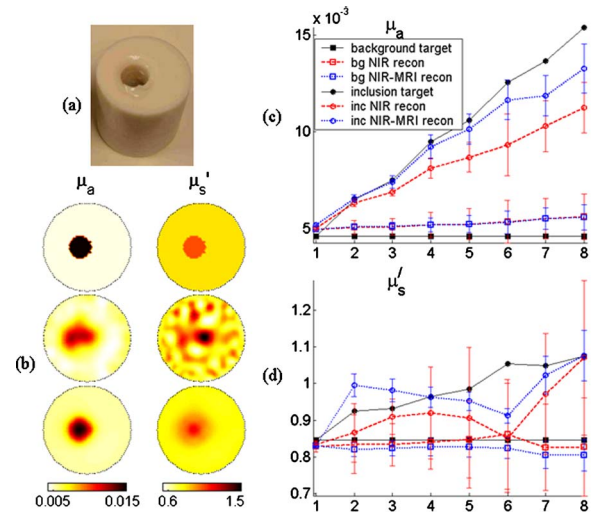 (a)
μa
μs'
(b)
0.005 0.015
0.6 1.5
x 10⁻³
μa
15
10
5
background target
bg NIR recon
bg NIR-MRI recon
inclusion target
inc NIR recon
inc NIR-MRI recon
(c)
1 2 3 4 5 6 7 8
μs/
1.2
1.1
1
0.9
0.8
0.7
(d)
1 2 3 4 5 6 7 8